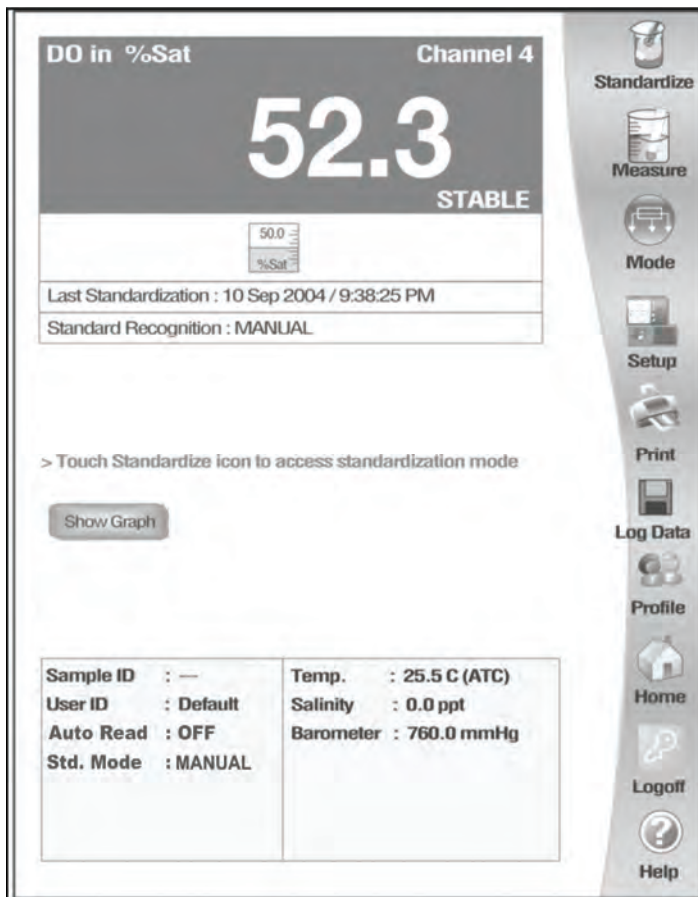 DO in %Sat
Channel 4
52.3
STABLE
50.0
%Sat
Last Standardization : 10 Sep 2004 / 9:38:25 PM
Standard Recognition : MANUAL
> Touch Standardize icon to access standardization mode
Show Graph
Sample ID : ---
User ID : Default
Auto Read : OFF
Std. Mode : MANUAL
Temp. : 25.5 C (ATC)
Salinity : 0.0 ppt
Barometer : 760.0 mmHg
Standardize
Measure
Mode
Setup
Print
Log Data
Profile
Home
Logoff
?
Help